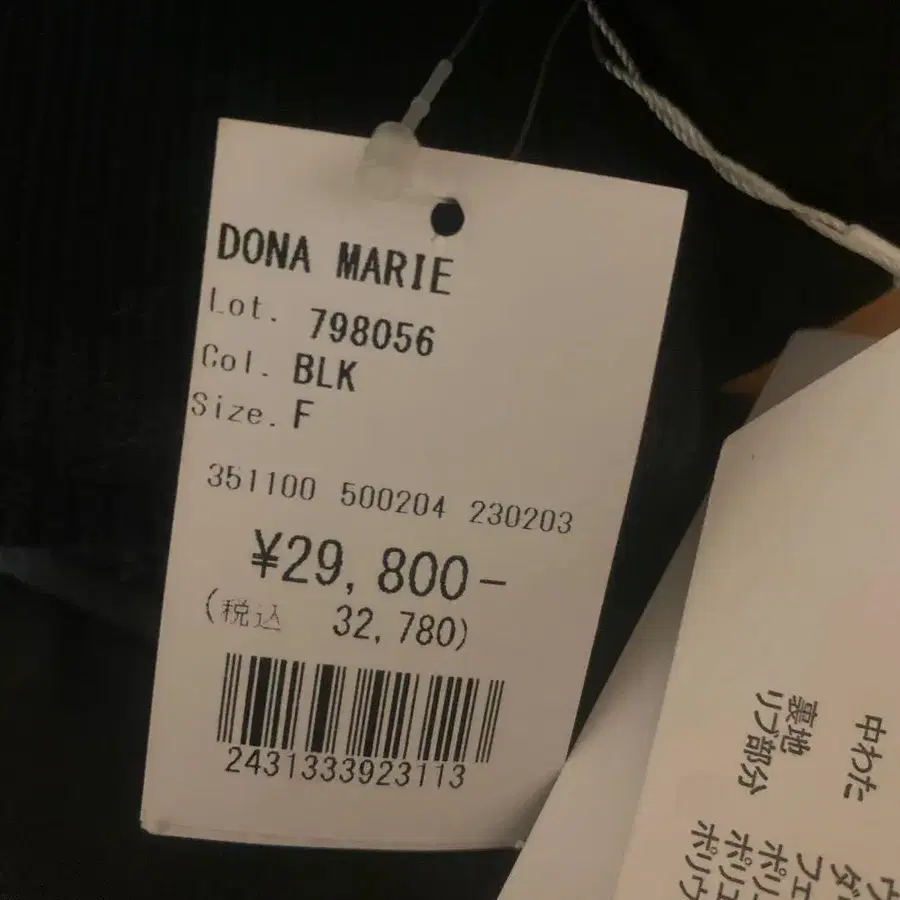 DONA MARIE
Lot. 798056
Col. BLK
Size. F
351100 500204 230203
¥29,800-
(税込 32,780)
2431333923113
中わた
裏地
リブ部分